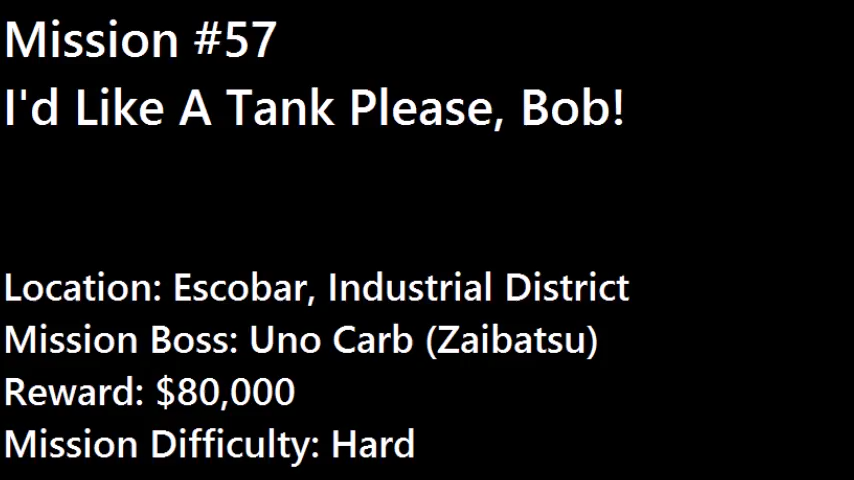 Mission #57
I'd Like A Tank Please, Bob!
Location: Escobar, Industrial District
Mission Boss: Uno Carb (Zaibatsu)
Reward: $80,000
Mission Difficulty: Hard